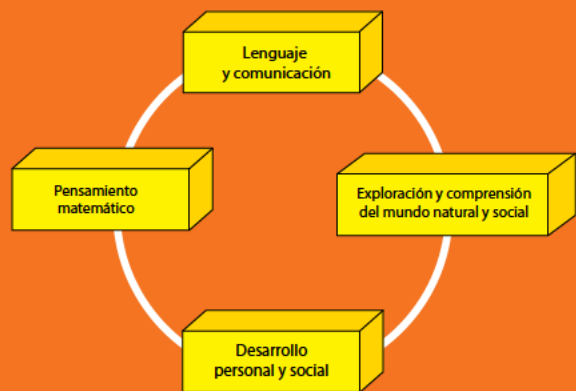 Lenguaje
y comunicación
Pensamiento
matemático
Exploración y comprensión
del mundo natural y social
Desarrollo
personal y social